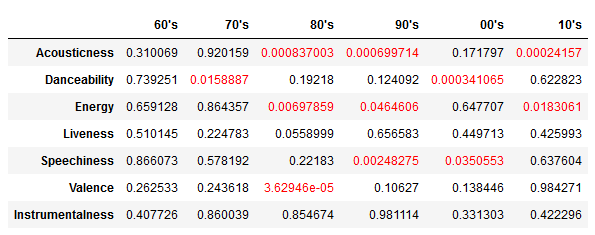 60's 70's 80's 90's 00's 10's
Acousticness 0.310069 0.920159 0.000837003 0.000699714 0.171797 0.00024157
Danceability 0.739251 0.0158887 0.19218 0.124092 0.000341065 0.622823
Energy 0.659128 0.864357 0.00697859 0.0464606 0.647707 0.0183061
Liveness 0.510145 0.224783 0.0558999 0.656583 0.449713 0.425993
Speechiness 0.866073 0.578192 0.22183 0.00248275 0.0350553 0.637604
Valence 0.262533 0.243618 3.62946e-05 0.10627 0.138446 0.984271
Instrumentalness 0.407726 0.860039 0.854674 0.981114 0.331303 0.422296